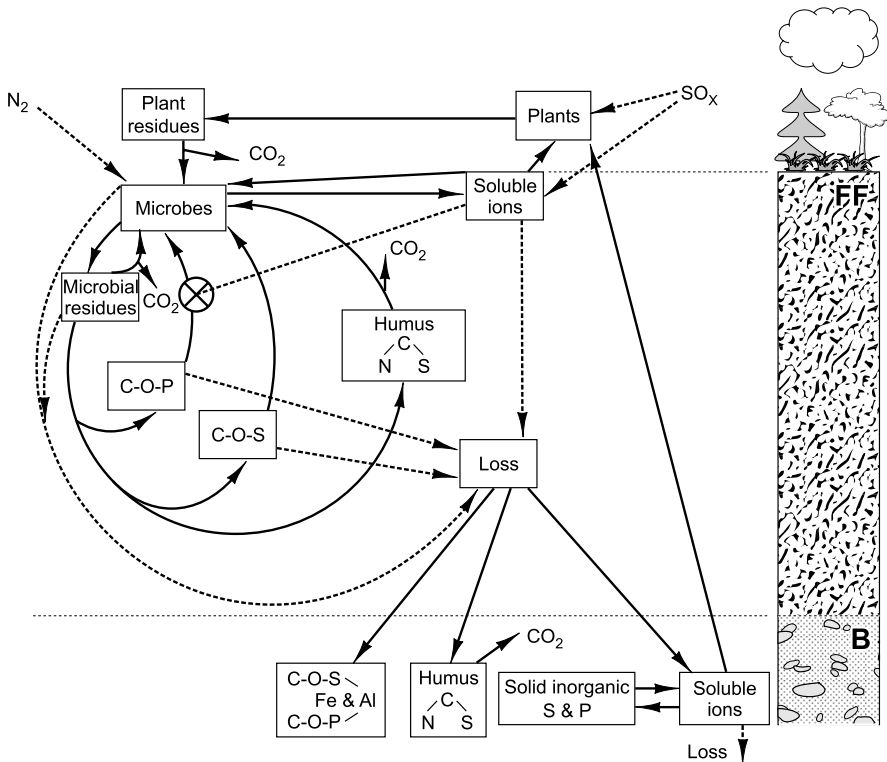 N2
Plant
residues
Plants
SOX
CO2
FF
Microbes
Soluble
ions
Microbial
residues
CO2
CO2
Humus
C
N S
C-O-P
C-O-S
Loss
B
CO2
C-O-S
Fe & Al
C-O-P
Humus
C
N S
Solid inorganic
S & P
Soluble
ions
Loss